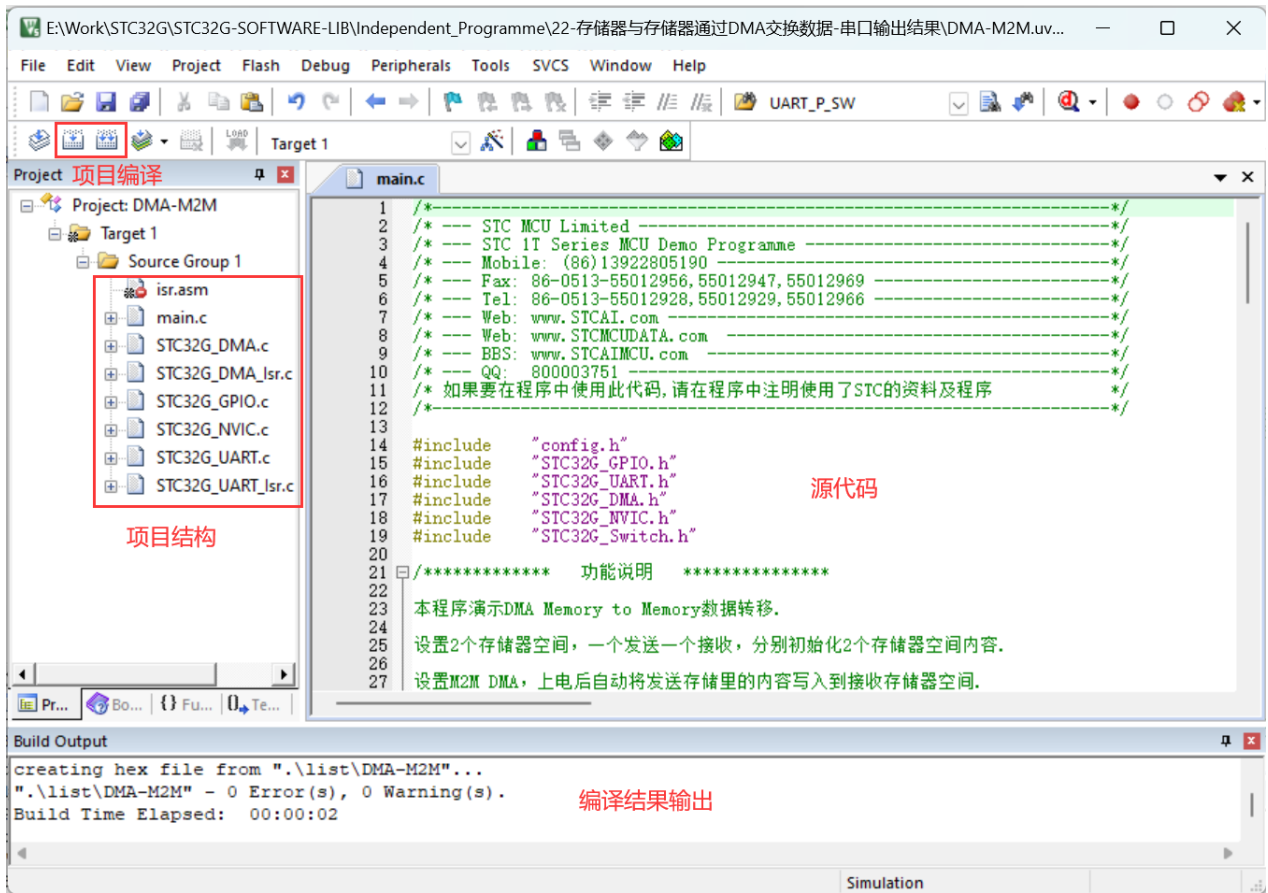 E:\Work\STC32G\STC32G-SOFTWARE-LIB\Independent_Programme\22-存储器与存储器通过DMA交换数据-串口输出结果\DMA-M2M.uv...
File Edit View Project Flash Debug Peripherals Tools SVCS Window Help
UART_P_SW
LOAD Target 1
Project 项目编译
main.c
Project: DMA-M2M
Target 1
Source Group 1
isr.asm
main.c
STC32G_DMA.c
STC32G_DMA_Isr.c
STC32G_GPIO.c
STC32G_NVIC.c
STC32G_UART.c
STC32G_UART_Isr.c
项目结构
1 /*---------------------------------------------------------------------*/
2 /* --- STC MCU Limited ------------------------------------------------*/
3 /* --- STC 1T Series MCU Demo Programme -------------------------------*/
4 /* --- Mobile: (86)13922805190 ----------------------------------------*/
5 /* --- Fax: 86-0513-55012956,55012947,55012969 ------------------------*/
6 /* --- Tel: 86-0513-55012928,55012929,55012966 ------------------------*/
7 /* --- Web: www.STCAI.com ---------------------------------------------*/
8 /* --- Web: www.STCMCUDATA.com ---------------------------------------*/
9 /* --- BBS: www.STCAIMCU.com -----------------------------------------*/
10 /* --- QQ: 800003751 -------------------------------------------------*/
11 /* 如果要在程序中使用此代码,请在程序中注明使用了STC的资料及程序 */
12 /*---------------------------------------------------------------------*/
13
14 #include "config.h"
15 #include "STC32G_GPIO.h"
16 #include "STC32G_UART.h"
17 #include "STC32G_DMA.h"
18 #include "STC32G_NVIC.h"
19 #include "STC32G_Switch.h"
源代码
20
21 /************* 功能说明 ***************
22
23 本程序演示DMA Memory to Memory数据转移.
24
25 设置2个存储器空间，一个发送一个接收，分别初始化2个存储器空间内容.
26
27 设置M2M DMA，上电后自动将发送存储里的内容写入到接收存储器空间.
Pr... Bo... {} Fu... 0 Te...
Build Output
creating hex file from ".\list\DMA-M2M"...
".\list\DMA-M2M" - 0 Error(s), 0 Warning(s).
Build Time Elapsed: 00:00:02
编译结果输出
Simulation